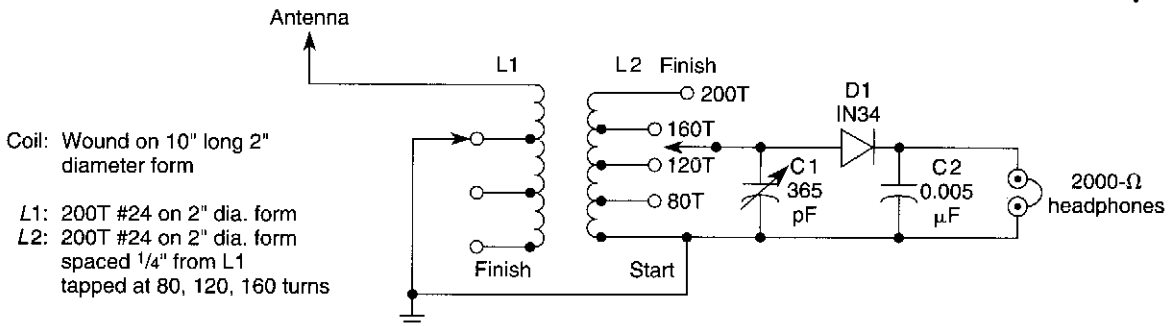 Antenna
L1
L2 Finish
200T
160T
120T
80T
Finish
Start
D1
IN34
C1
365
pF
C2
0.005
µF
2000-Ω
headphones
Coil: Wound on 10" long 2"
diameter form
L1: 200T #24 on 2" dia. form
L2: 200T #24 on 2" dia. form
spaced 1/4" from L1
tapped at 80, 120, 160 turns